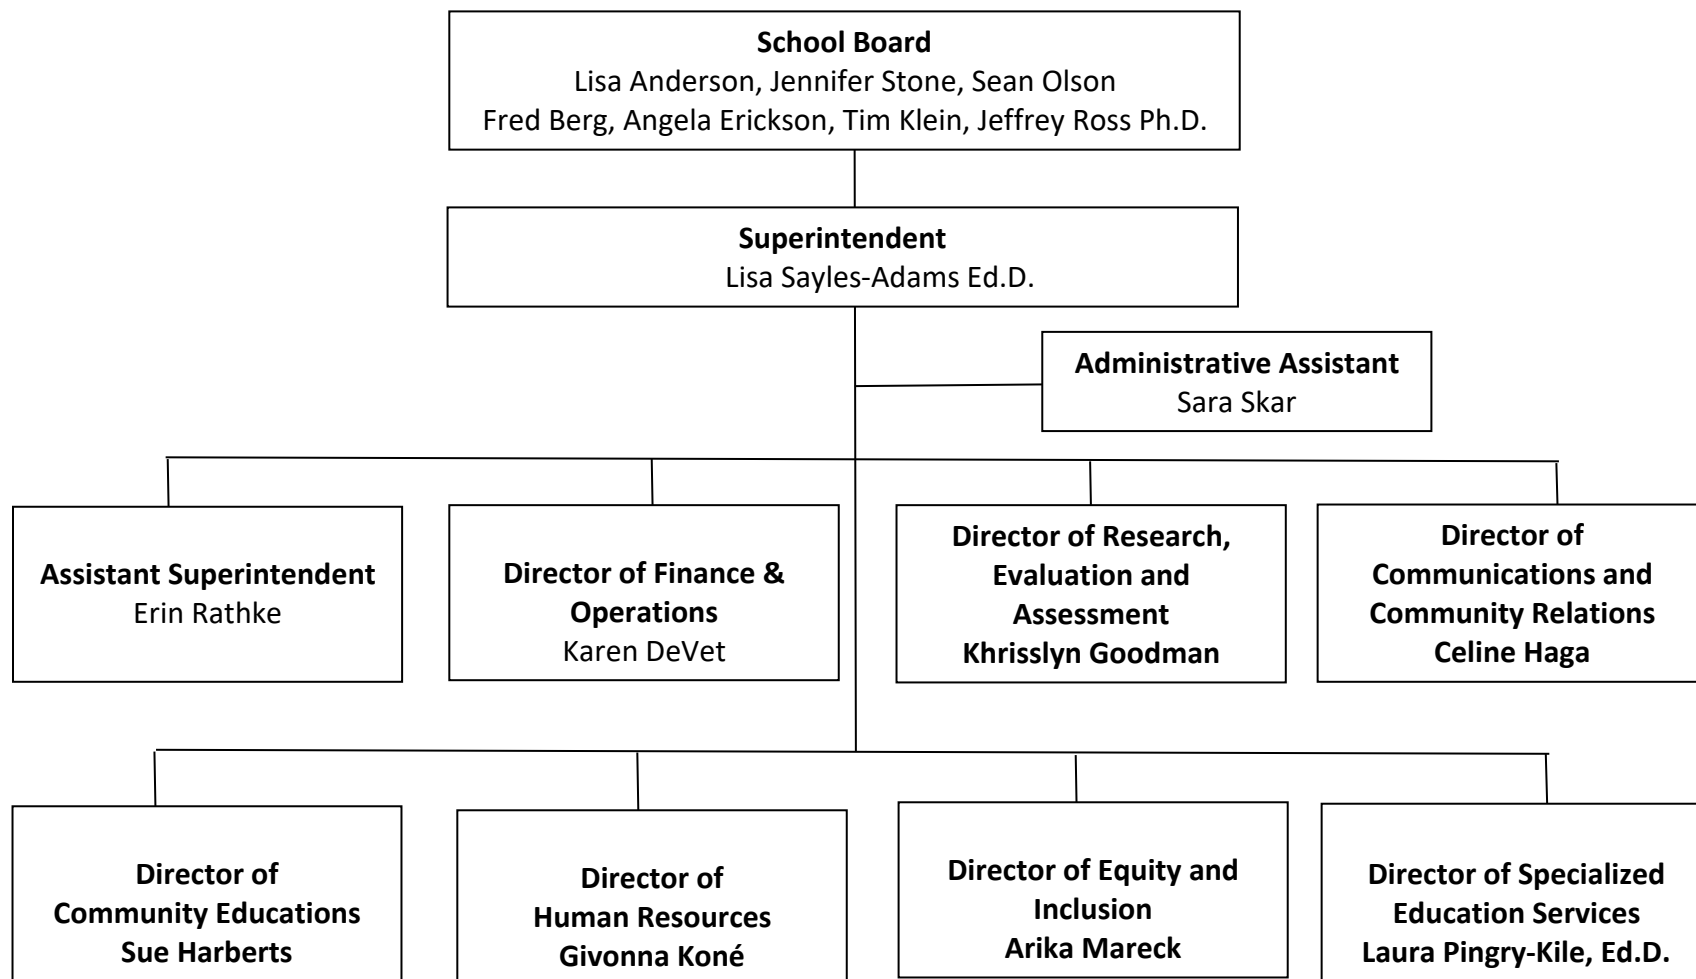 School Board
Lisa Anderson, Jennifer Stone, Sean Olson
Fred Berg, Angela Erickson, Tim Klein, Jeffrey Ross Ph.D.
Superintendent
Lisa Sayles-Adams Ed.D.
Administrative Assistant
Sara Skar
Assistant Superintendent
Erin Rathke
Director of Finance &
Operations
Karen DeVet
Director of Research,
Evaluation and
Assessment
Khrisslyn Goodman
Director of
Communications and
Community Relations
Celine Haga
Director of
Community Educations
Sue Harberts
Director of
Human Resources
Givonna Koné
Director of Equity and
Inclusion
Arika Mareck
Director of Specialized
Education Services
Laura Pingry-Kile, Ed.D.